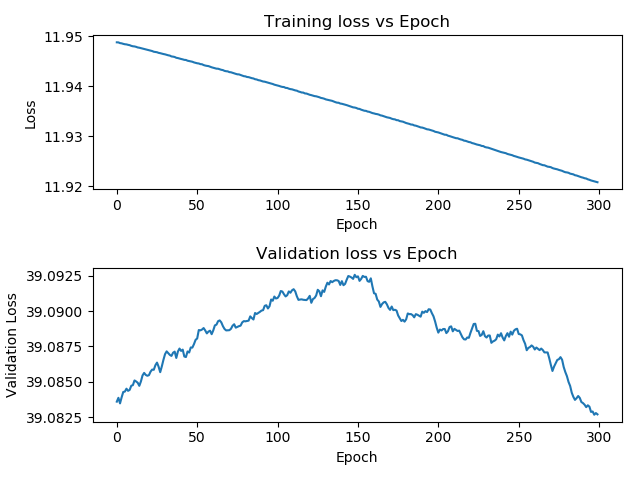 Training loss vs Epoch
11.95
11.94
11.93
11.92
Loss
0 50 100 150 200 250 300
Epoch
Validation loss vs Epoch
39.0925
39.0900
39.0875
39.0850
39.0825
Validation Loss
0 50 100 150 200 250 300
Epoch